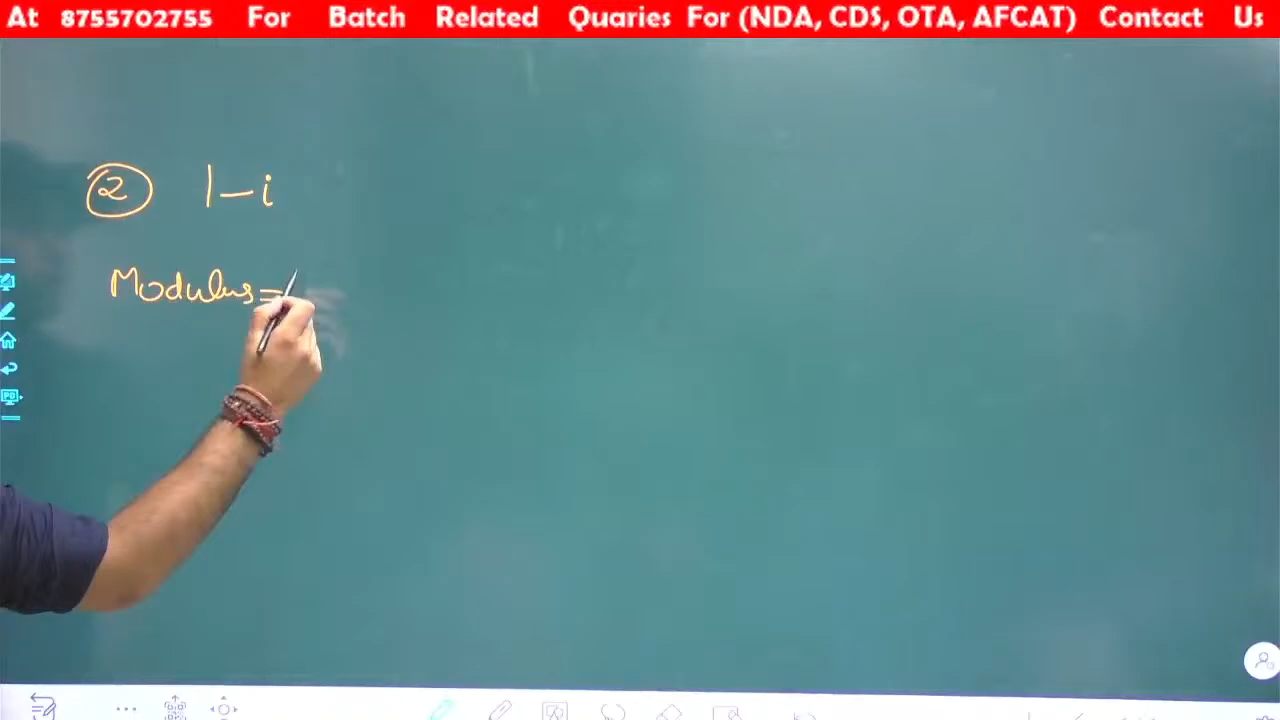 At 8755702755 For Batch Related Quaries For (NDA, CDS, OTA, AFCAT) Contact Us
② 1-i
Modulus=